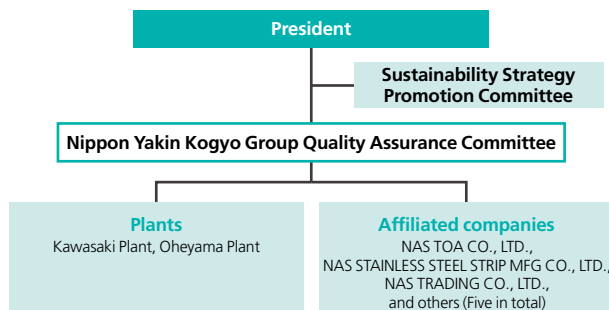 President
Sustainability Strategy
Promotion Committee
Nippon Yakin Kogyo Group Quality Assurance Committee
Plants
Kawasaki Plant, Oheyama Plant
Affiliated companies
NAS TOA CO., LTD.,
NAS STAINLESS STEEL STRIP MFG CO., LTD.,
NAS TRADING CO., LTD.,
and others (Five in total)